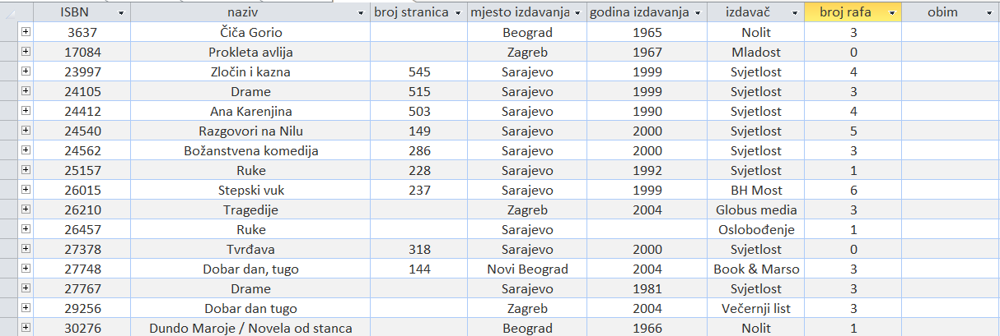 ISBN naziv broj stranica mjesto izdavanja godina izdavanja izdavač broj rafa obim
3637 Čiča Gorio Beograd 1965 Nolit 3
17084 Prokleta avlija Zagreb 1967 Mladost 0
23997 Zločin i kazna 545 Sarajevo 1999 Svjetlost 4
24105 Drame 515 Sarajevo 1999 Svjetlost 3
24412 Ana Karenjina 503 Sarajevo 1990 Svjetlost 4
24540 Razgovori na Nilu 149 Sarajevo 2000 Svjetlost 5
24562 Božanstvena komedija 286 Sarajevo 2000 Svjetlost 3
25157 Ruke 228 Sarajevo 1992 Svjetlost 1
26015 Stepski vuk 237 Sarajevo 1999 BH Most 6
26210 Tragedije Zagreb 2004 Globus media 3
26457 Ruke Sarajevo Oslobođenje 1
27378 Tvrđava 318 Sarajevo 2000 Svjetlost 0
27748 Dobar dan, tugo 144 Novi Beograd 2004 Book & Marso 3
27767 Drame Sarajevo 1981 Svjetlost 3
29256 Dobar dan tugo Zagreb 2004 Večernji list 3
30276 Dundo Maroje / Novela od stanca Beograd 1966 Nolit 1